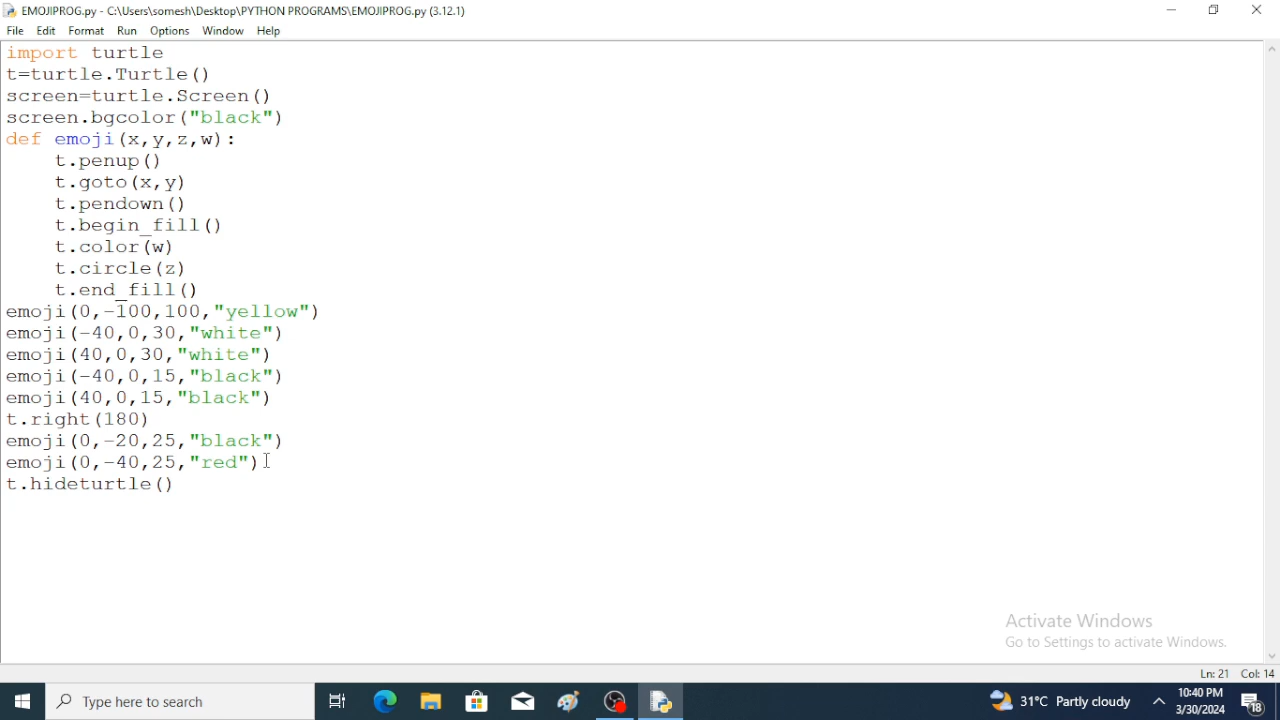 EMOJIPROG.py - C:\Users\somesh\Desktop\PYTHON PROGRAMS\EMOJIPROG.py (3.12.1)
File Edit Format Run Options Window Help
import turtle
t=turtle.Turtle()
screen=turtle.Screen()
screen.bgcolor("black")
def emoji(x,y,z,w):
    t.penup()
    t.goto(x,y)
    t.pendown()
    t.begin_fill()
    t.color(w)
    t.circle(z)
    t.end_fill()
emoji(0,-100,100,"yellow")
emoji(-40,0,30,"white")
emoji(40,0,30,"white")
emoji(-40,0,15,"black")
emoji(40,0,15,"black")
t.right(180)
emoji(0,-20,25,"black")
emoji(0,-40,25,"red")
t.hideturtle()
Activate Windows
Go to Settings to activate Windows.
Ln: 21 Col: 14
Type here to search
31°C Partly cloudy
10:40 PM
3/30/2024
18